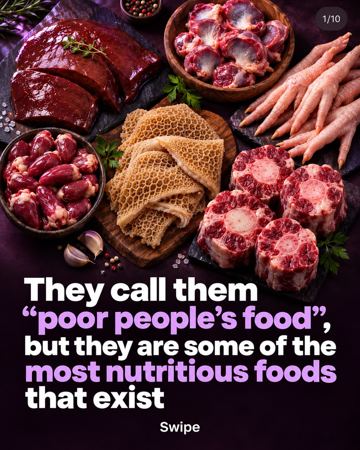 1/10
They call them
“poor people’s food”,
but they are some of the
most nutritious foods
that exist
Swipe